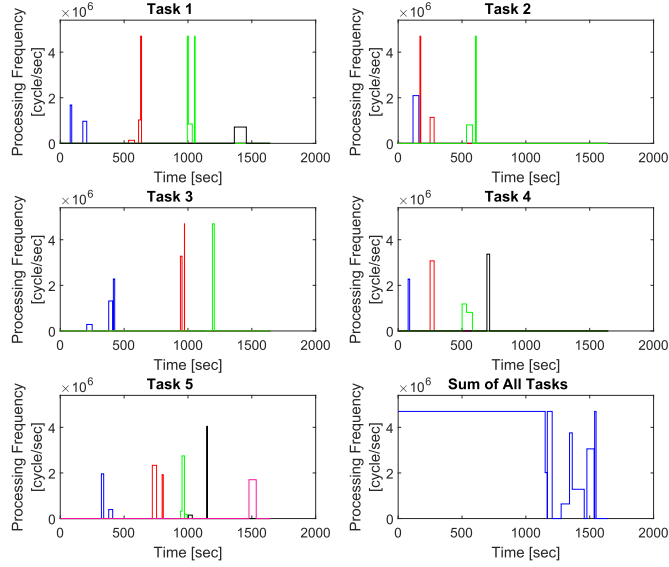 Task 1
×10^6
4
2
0
0 500 1000 1500 2000
Time [sec]
Processing Frequency
[cycle/sec]
Task 2
×10^6
4
2
0
0 500 1000 1500 2000
Time [sec]
Processing Frequency
[cycle/sec]
Task 3
×10^6
4
2
0
0 500 1000 1500 2000
Time [sec]
Processing Frequency
[cycle/sec]
Task 4
×10^6
4
2
0
0 500 1000 1500 2000
Time [sec]
Processing Frequency
[cycle/sec]
Task 5
×10^6
4
2
0
0 500 1000 1500 2000
Time [sec]
Processing Frequency
[cycle/sec]
Sum of All Tasks
×10^6
4
2
0
0 500 1000 1500 2000
Time [sec]
Processing Frequency
[cycle/sec]